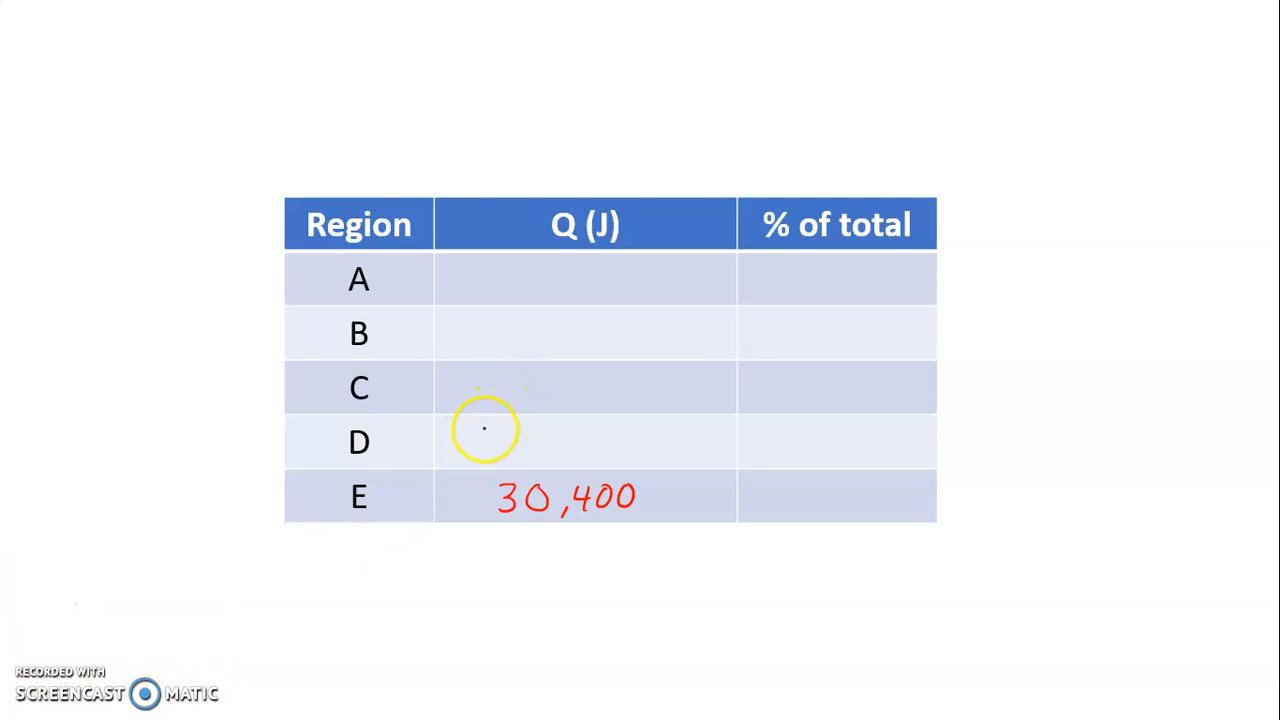 Region Q (J) % of total
A
B
C
D
E 30,400
RECORDED WITH
SCREENCAST MATIC